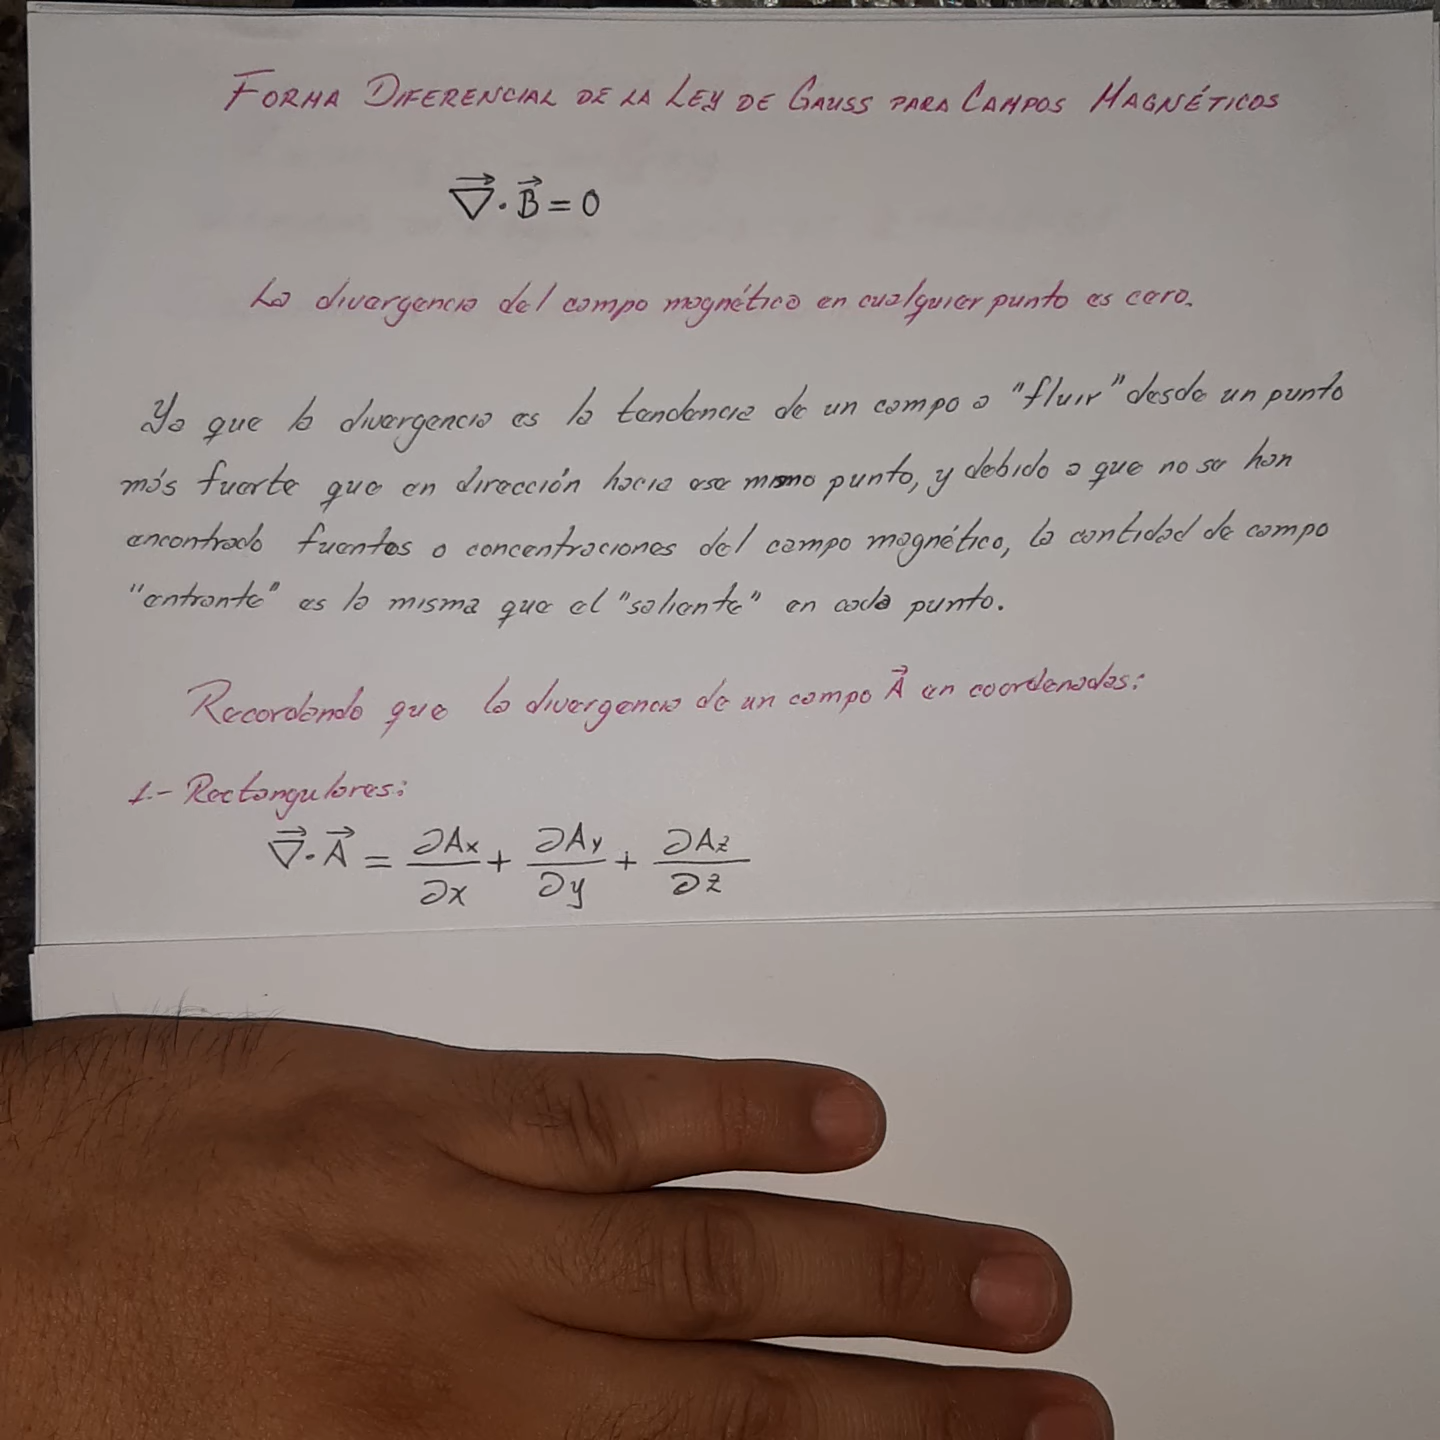 FORMA DIFERENCIAL DE LA LEY DE GAUSS PARA CAMPOS MAGNÉTICOS
∇⃗ · B⃗ = 0
La divergencia del campo magnético en cualquier punto es cero.
Ya que la divergencia es la tendencia de un campo a "fluir" desde un punto
más fuerte que en dirección hacia ese mismo punto, y debido a que no se han
encontrado fuentes o concentraciones del campo magnético, la cantidad de campo
"entrante" es la misma que el "saliente" en cada punto.
Recordando que la divergencia de un campo A⃗ en coordenadas:
1.- Rectangulares:
∇⃗ · A⃗ = ∂Ax/∂x + ∂Ay/∂y + ∂Az/∂z